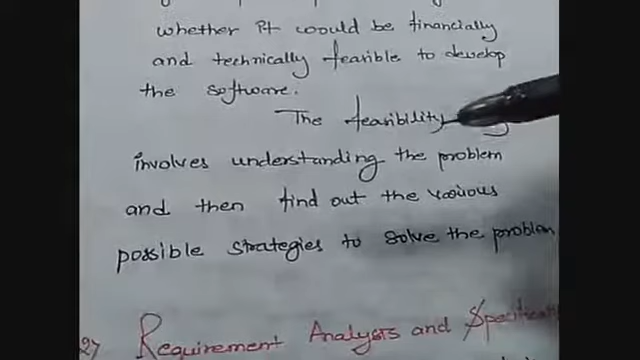 whether it would be financially
and technically feasible to develop
the software.
The feasibility
involves understanding the problem
and then find out the various
possible strategies to solve the problem
27 Requirement Analysis and